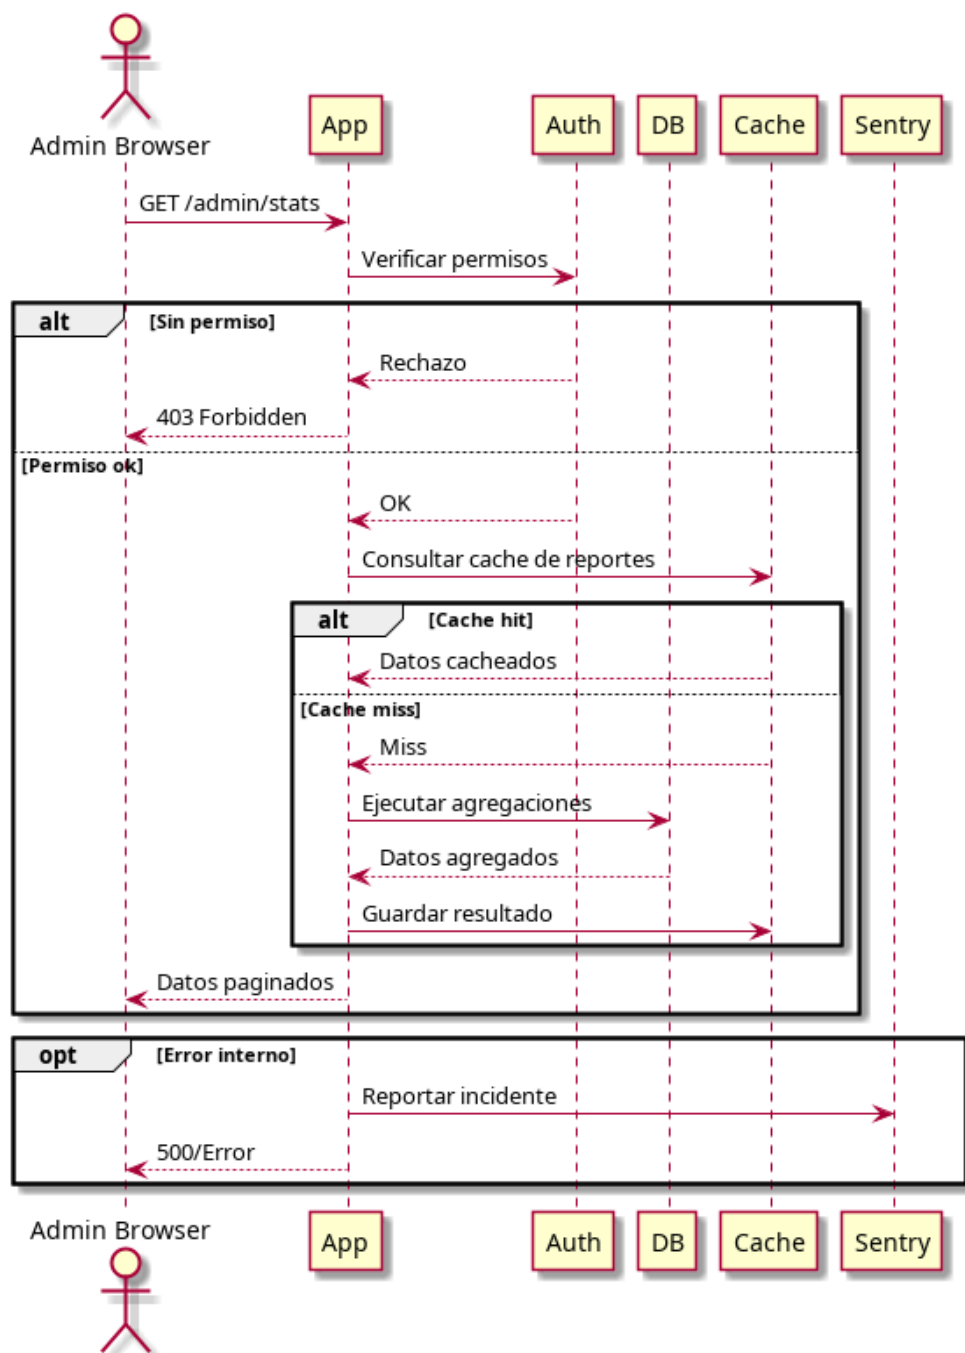 Admin Browser
App
Auth
DB
Cache
Sentry
GET /admin/stats
Verificar permisos
alt
[Sin permiso]
Rechazo
403 Forbidden
[Permiso ok]
OK
Consultar cache de reportes
alt
[Cache hit]
Datos cacheados
[Cache miss]
Miss
Ejecutar agregaciones
Datos agregados
Guardar resultado
Datos paginados
opt
[Error interno]
Reportar incidente
500/Error
Admin Browser
App
Auth
DB
Cache
Sentry